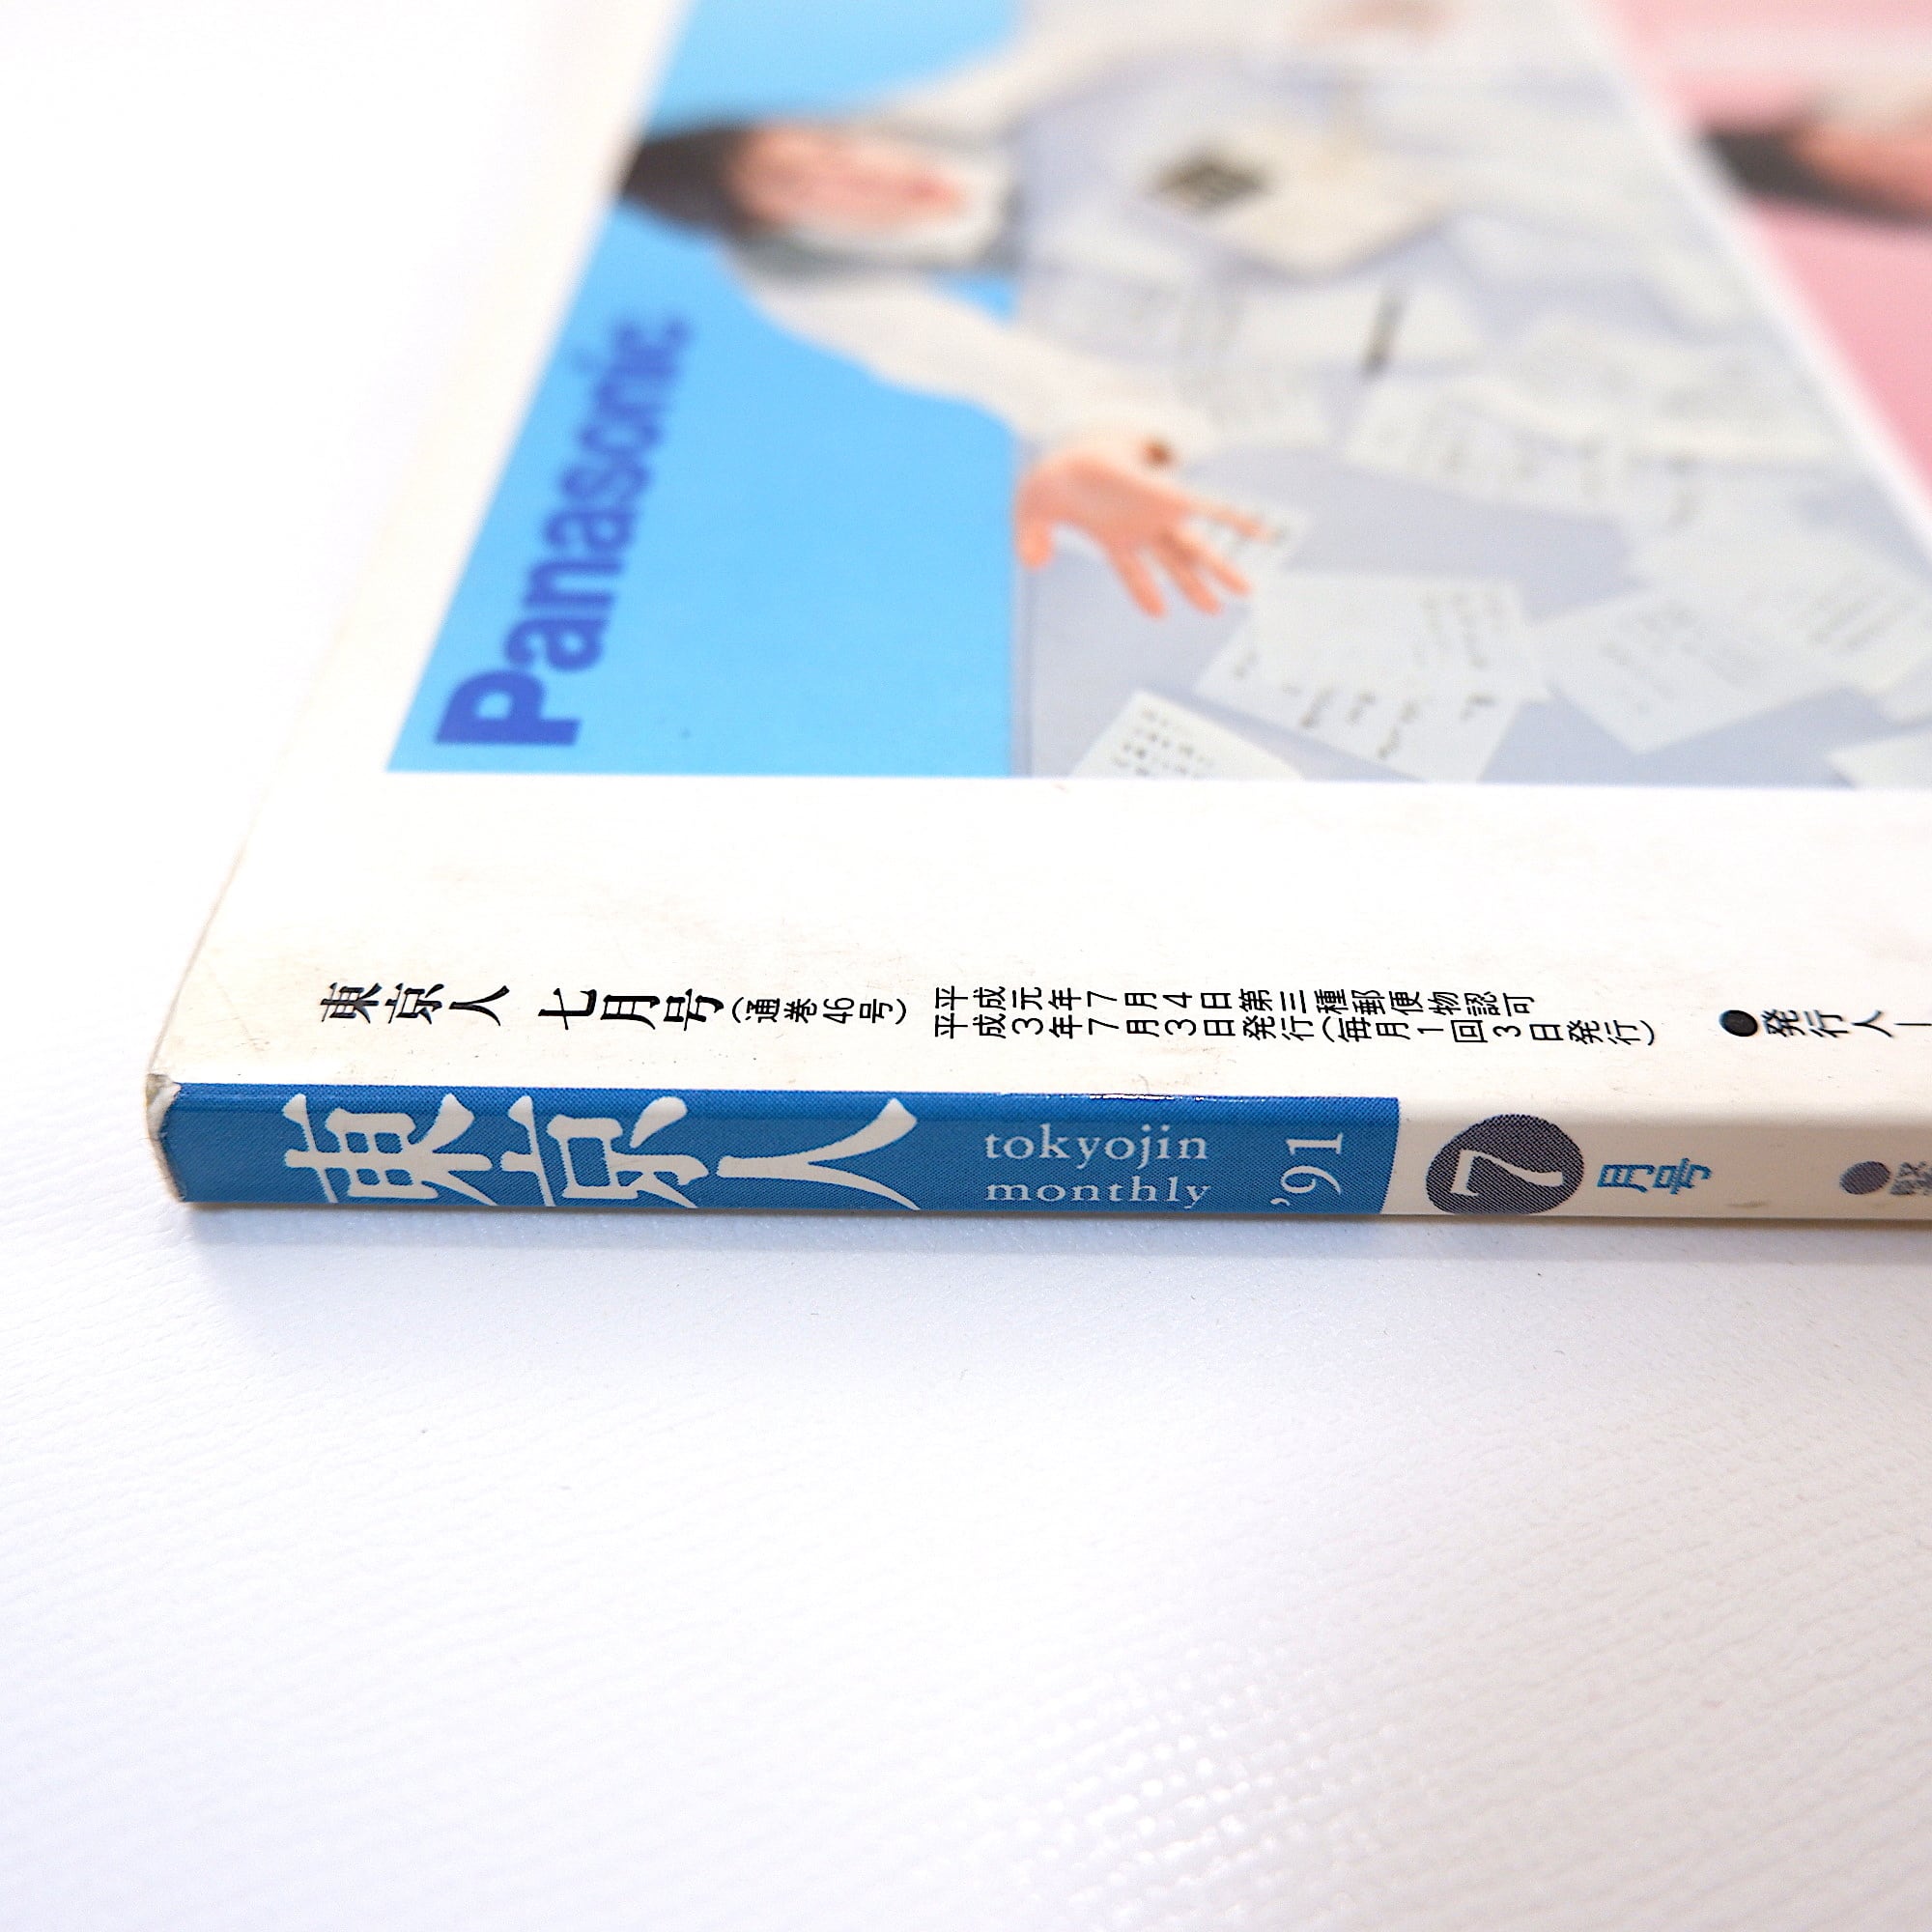 Panasonic
東京人 七月号(通巻46号)
平成元年7月4日第三種郵便物認可
平成3年7月3日発行(毎月1回3日発行)
●発行人
東京人
tokyojin
monthly
'91
7月号